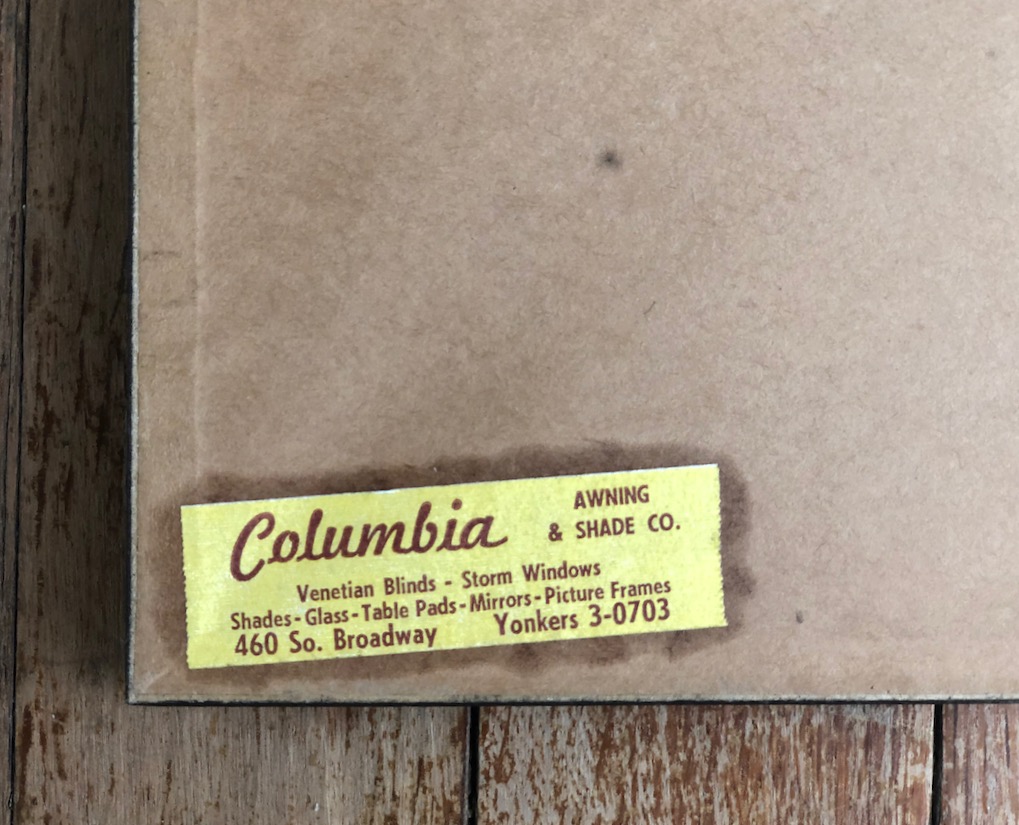 Columbia AWNING
& SHADE CO.
Venetian Blinds - Storm Windows
Shades-Glass-Table Pads-Mirrors-Picture Frames
460 So. Broadway Yonkers 3-0703